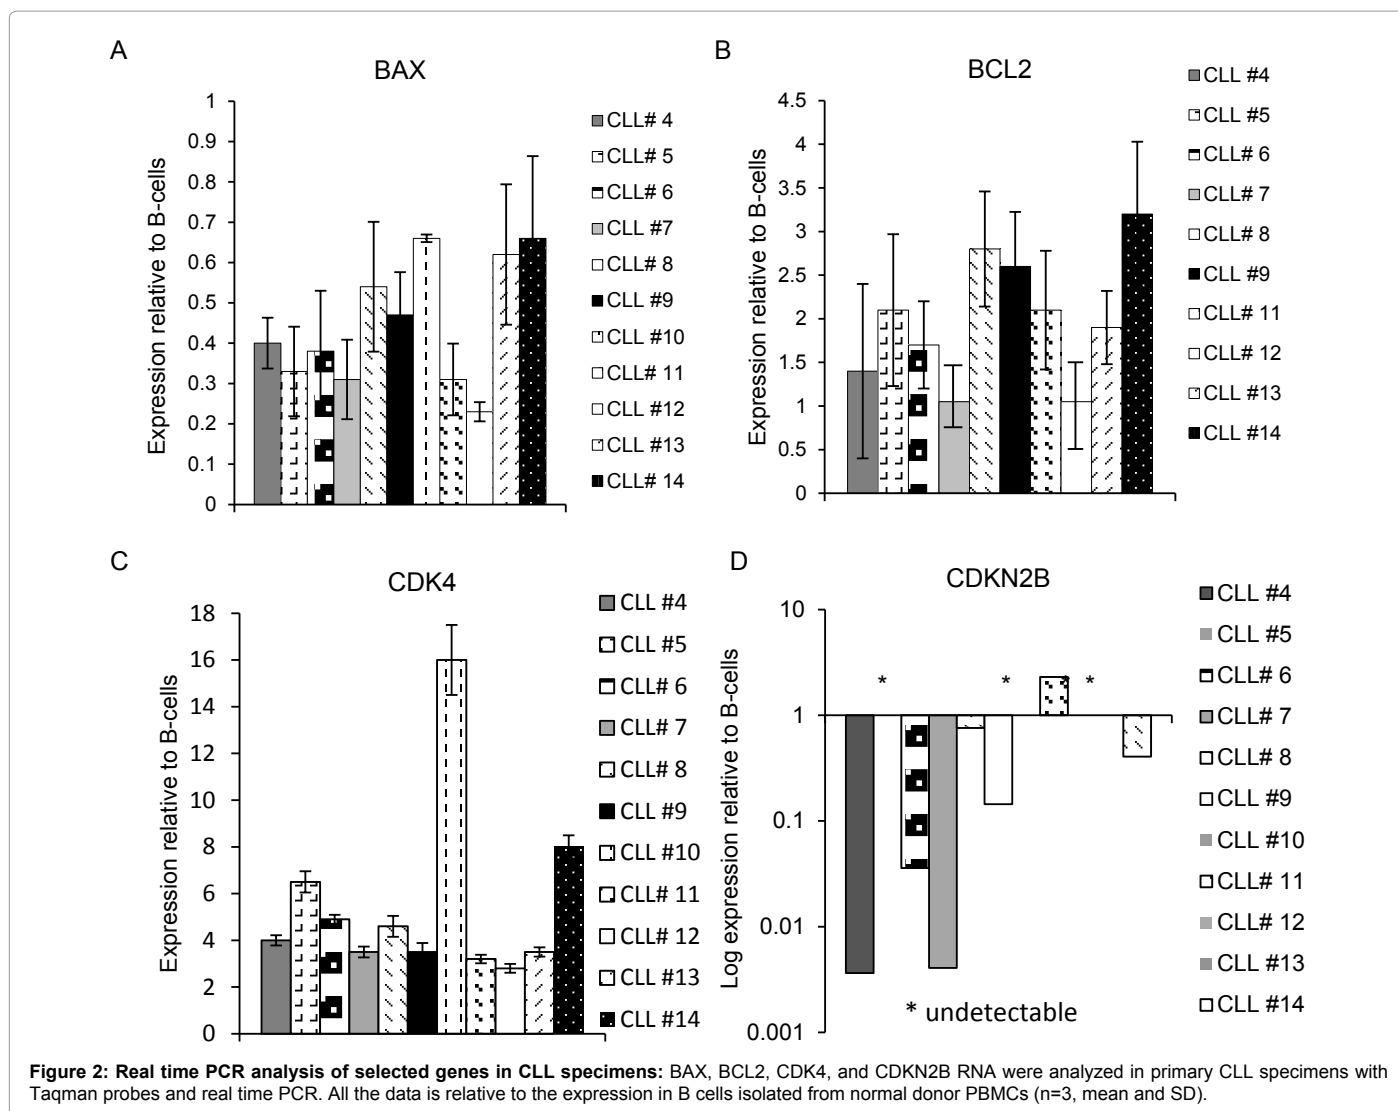 A
BAX
Expression relative to B-cells
1
0.9
0.8
0.7
0.6
0.5
0.4
0.3
0.2
0.1
0
CLL# 4
CLL# 5
CLL# 6
CLL #7
CLL# 8
CLL #9
CLL #10
CLL# 11
CLL #12
CLL #13
CLL# 14
B
BCL2
Expression relative to B-cells
4.5
4
3.5
3
2.5
2
1.5
1
0.5
0
CLL #4
CLL #5
CLL# 6
CLL# 7
CLL# 8
CLL #9
CLL# 11
CLL# 12
CLL #13
CLL #14
C
CDK4
Expression relative to B-cells
18
16
14
12
10
8
6
4
2
0
CLL #4
CLL #5
CLL# 6
CLL# 7
CLL# 8
CLL #9
CLL #10
CLL# 11
CLL# 12
CLL #13
CLL #14
D
CDKN2B
Log expression relative to B-cells
10
1
0.1
0.01
0.001
* * * *
* undetectable
CLL #4
CLL #5
CLL# 6
CLL# 7
CLL# 8
CLL #9
CLL #10
CLL# 11
CLL# 12
CLL #13
CLL #14
Figure 2: Real time PCR analysis of selected genes in CLL specimens: BAX, BCL2, CDK4, and CDKN2B RNA were analyzed in primary CLL specimens with
Taqman probes and real time PCR. All the data is relative to the expression in B cells isolated from normal donor PBMCs (n=3, mean and SD).